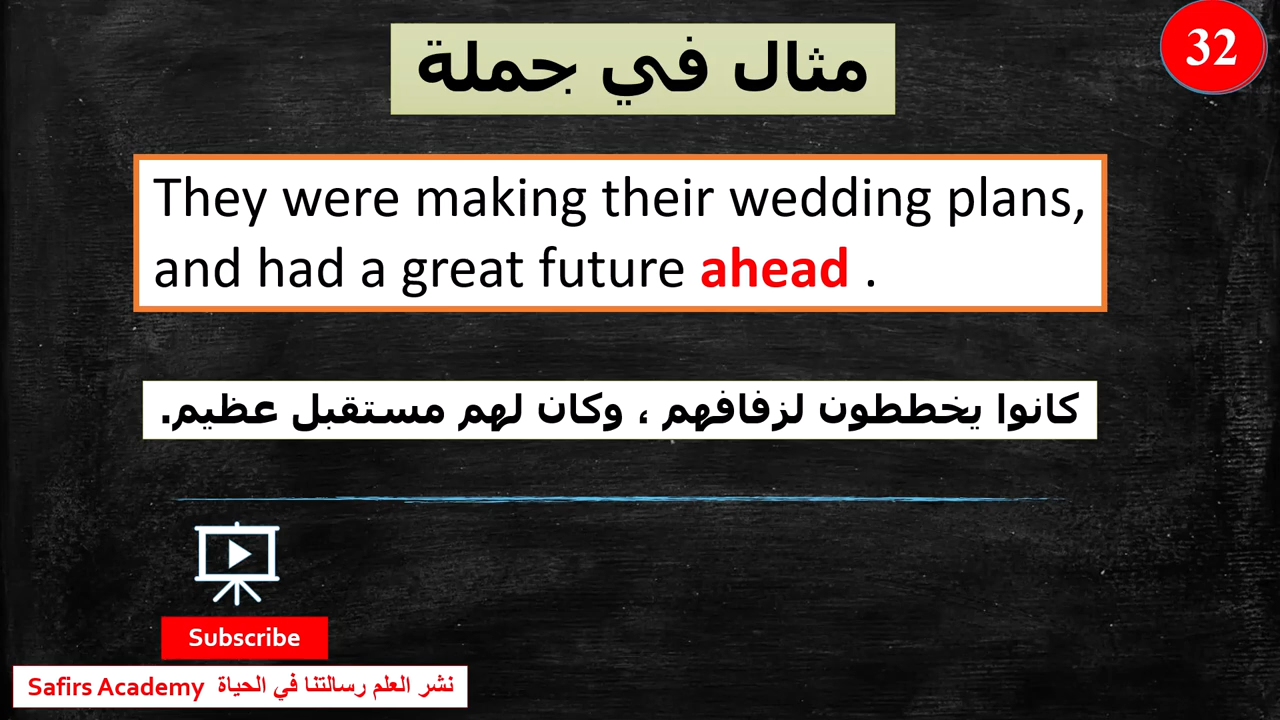 32
مثال في جملة
They were making their wedding plans,
and had a great future ahead .
كانوا يخططون لزفافهم ، وكان لهم مستقبل عظيم.
Subscribe
Safirs Academy نشر العلم رسالتنا في الحياة